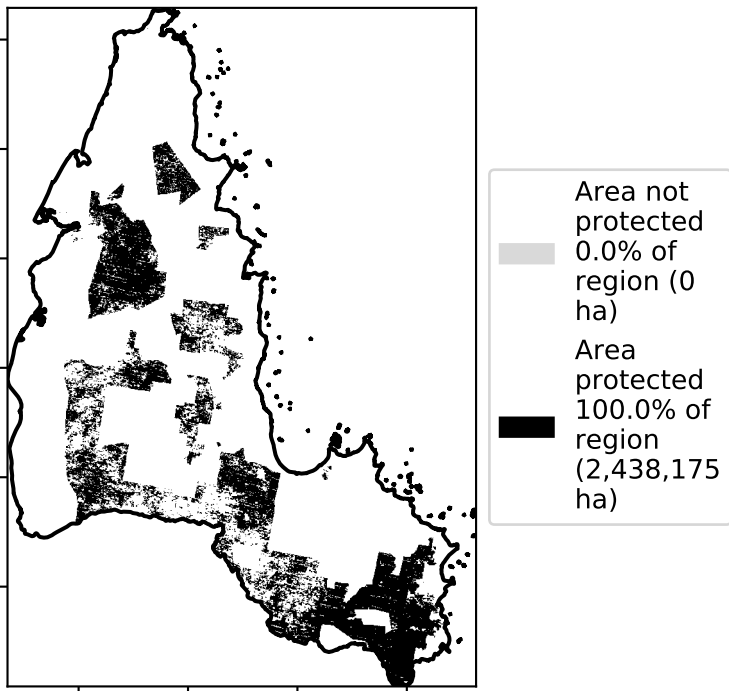 Area not
protected
0.0% of
region (0
ha)
Area
protected
100.0% of
region
(2,438,175
ha)